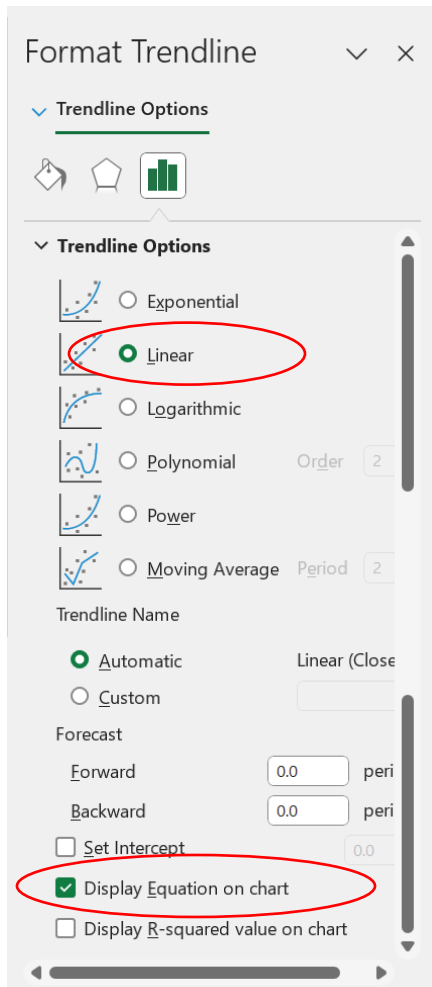 Format Trendline
Trendline Options
Trendline Options
Exponential
Linear
Logarithmic
Polynomial Order 2
Power
Moving Average Period 2
Trendline Name
Automatic Linear (Close
Custom
Forecast
Forward 0.0 peri
Backward 0.0 peri
Set Intercept 0.0
Display Equation on chart
Display R-squared value on chart